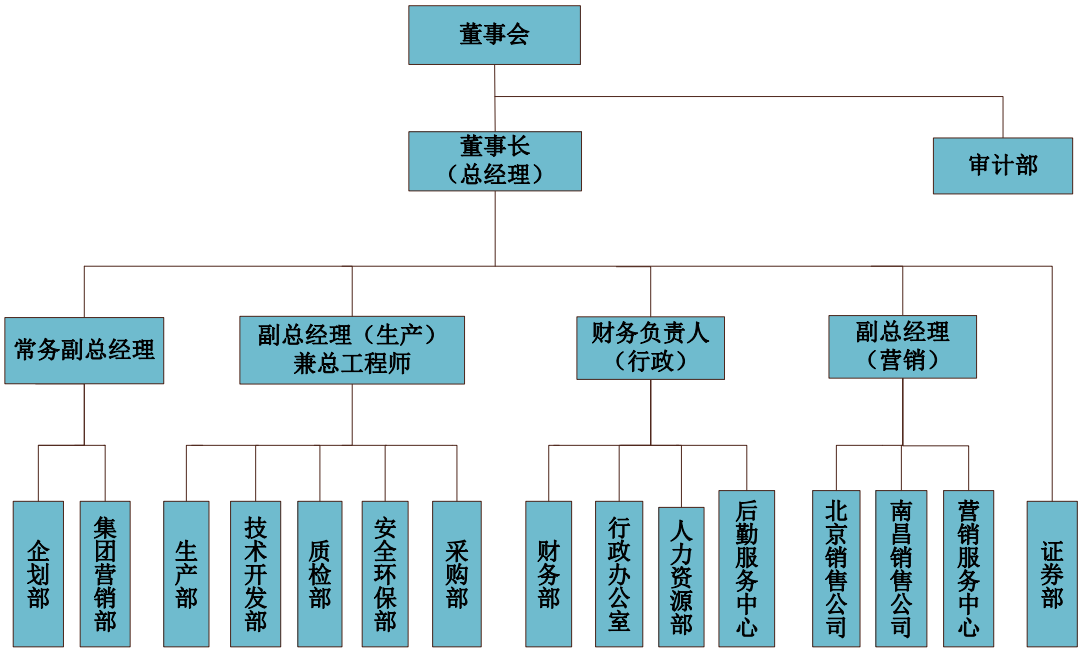 董事会
董事长
（总经理）
审计部
常务副总经理
副总经理（生产）
兼总工程师
财务负责人
（行政）
副总经理
（营销）
企划部
集团营销部
生产部
技术开发部
质检部
安全环保部
采购部
财务部
行政办公室
人力资源部
后勤服务中心
北京销售公司
南昌销售公司
营销服务中心
证券部